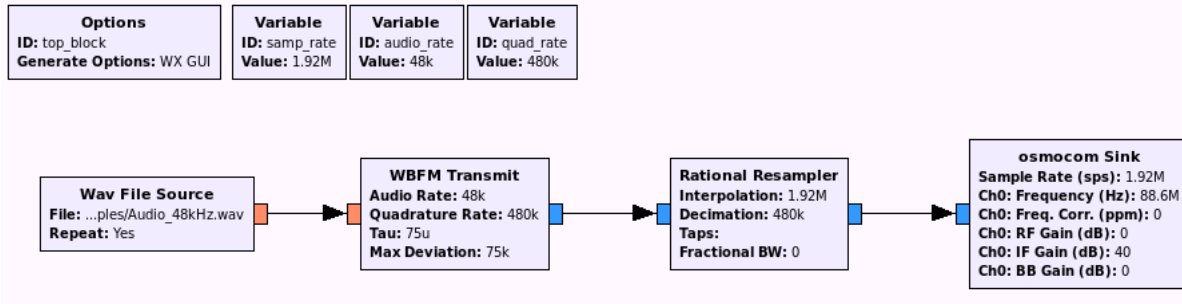 Options
ID: top_block
Generate Options: WX GUI
Variable
ID: samp_rate
Value: 1.92M
Variable
ID: audio_rate
Value: 48k
Variable
ID: quad_rate
Value: 480k
Wav File Source
File: ...ples/Audio_48kHz.wav
Repeat: Yes
WBFM Transmit
Audio Rate: 48k
Quadrature Rate: 480k
Tau: 75u
Max Deviation: 75k
Rational Resampler
Interpolation: 1.92M
Decimation: 480k
Taps:
Fractional BW: 0
osmocom Sink
Sample Rate (sps): 1.92M
Ch0: Frequency (Hz): 88.6M
Ch0: Freq. Corr. (ppm): 0
Ch0: RF Gain (dB): 0
Ch0: IF Gain (dB): 40
Ch0: BB Gain (dB): 0